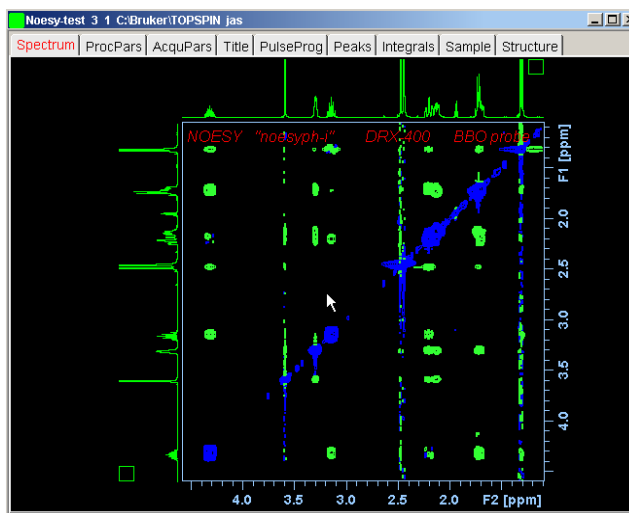 Noesy-test 3 1 C:\Bruker\TOPSPIN jas
Spectrum ProcPars AcquPars Title PulseProg Peaks Integrals Sample Structure
NOESY "noesyph-i" DRX-400 BBO probe
F1 [ppm]
2.0
2.5
3.0
3.5
4.0
4.0 3.5 3.0 2.5 2.0 F2 [ppm]